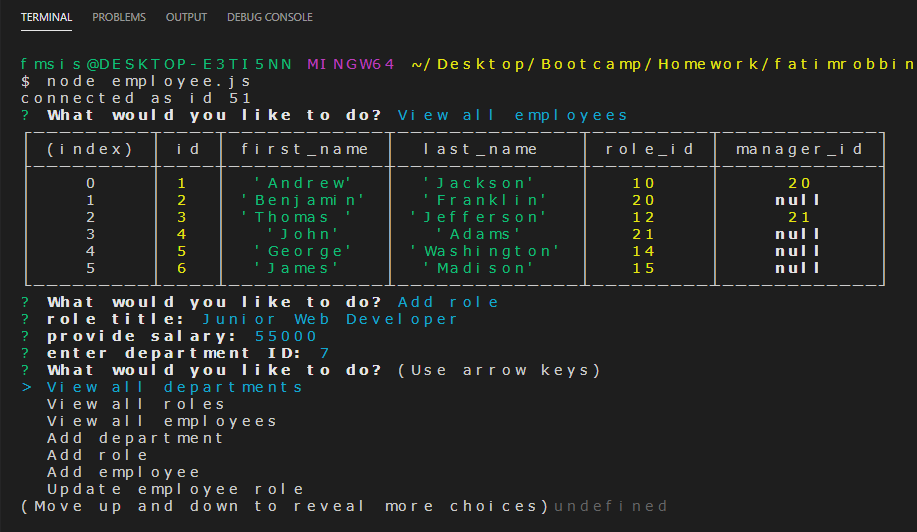 TERMINAL PROBLEMS OUTPUT DEBUG CONSOLE
fmsis@DESKTOP-E3TI5NN MINGW64 ~/Desktop/Bootcamp/Homework/fatimrobbin
$ node employee.js
connected as id 51
? What would you like to do? View all employees
(index) id first_name last_name role_id manager_id
0 1 'Andrew' 'Jackson' 10 20
1 2 'Benjamin' 'Franklin' 20 null
2 3 'Thomas ' 'Jefferson' 12 21
3 4 'John' 'Adams' 21 null
4 5 'George' 'Washington' 14 null
5 6 'James' 'Madison' 15 null
? What would you like to do? Add role
? role title: Junior Web Developer
? provide salary: 55000
? enter department ID: 7
? What would you like to do? (Use arrow keys)
> View all departments
View all roles
View all employees
Add department
Add role
Add employee
Update employee role
(Move up and down to reveal more choices)undefined